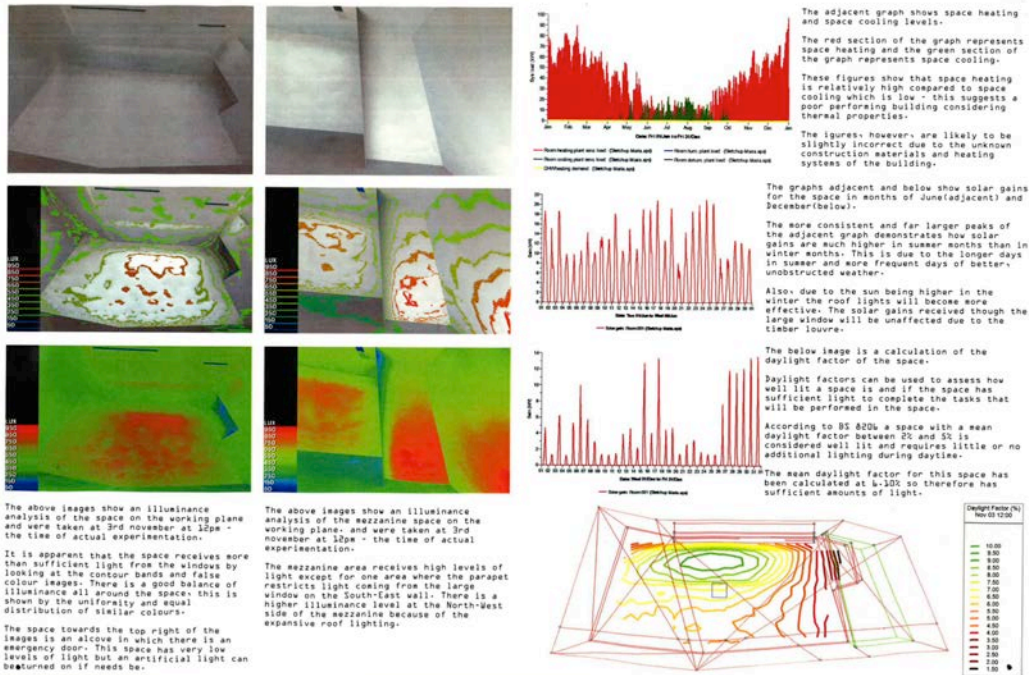 The above images show an illuminance
analysis of the space on the working plane
and were taken at 3rd november at 12pm -
the time of actual experimentation.
It is apparent that the space receives more
than sufficient light from the windows by
looking at the contour bands and false
colour images. There is a good balance of
illuminance all around the space, this is
shown by the uniformity and equal
distribution of similar colours.
The space towards the top right of the
images is an alcove in which there is an
emergency door. This space has very low
levels of light but an artificial light can
be turned on if needs be.
The above images show an illuminance
analysis of the mezzanine space on the
working plane, and were taken at 3rd
november at 12pm - the time of actual
experimentation.
The mezzanine area receives high levels of
light except for one area where the parapet
restricts light coming from the large
window on the South-East wall. There is a
higher illuminance level at the North-West
side of the mezzanine because of the
expansive roof lighting.
The adjacent graph shows space heating
and space cooling levels.
The red section of the graph represents
space heating and the green section of
the graph represents space cooling.
These figures show that space heating
is relatively high compared to space
cooling which is low - this suggests a
poor performing building considering
thermal properties.
The igures, however, are likely to be
slightly incorrect due to the unknown
construction materials and heating
systems of the building.
The graphs adjacent and below show solar gains
for the space in months of June(adjacent) and
December(below).
The more consistent and far larger peaks of
the adjacent graph demonstrates how solar
gains are much higher in summer months than in
winter months. This is due to the longer days
in summer and more frequent days of better,
unobstructed weather.
Also, due to the sun being higher in the
winter the roof lights will become more
effective. The solar gains received though the
large window will be unaffected due to the
timber louvre.
The below image is a calculation of the
daylight factor of the space.
Daylight factors can be used to assess how
well lit a space is and if the space has
sufficient light to complete the tasks that
will be performed in the space.
According to BS 8206 a space with a mean
daylight factor between 2% and 5% is
considered well lit and requires little or no
additional lighting during daytime.
The mean daylight factor for this space has
been calculated at 6.10% so therefore has
sufficient amounts of light.
Daylight Factor (%)
Nov 03 12:00
10.00
9.50
9.00
8.50
8.00
7.50
7.00
6.50
6.00
5.50
5.00
4.50
4.00
3.50
3.00
2.50
2.00
1.50